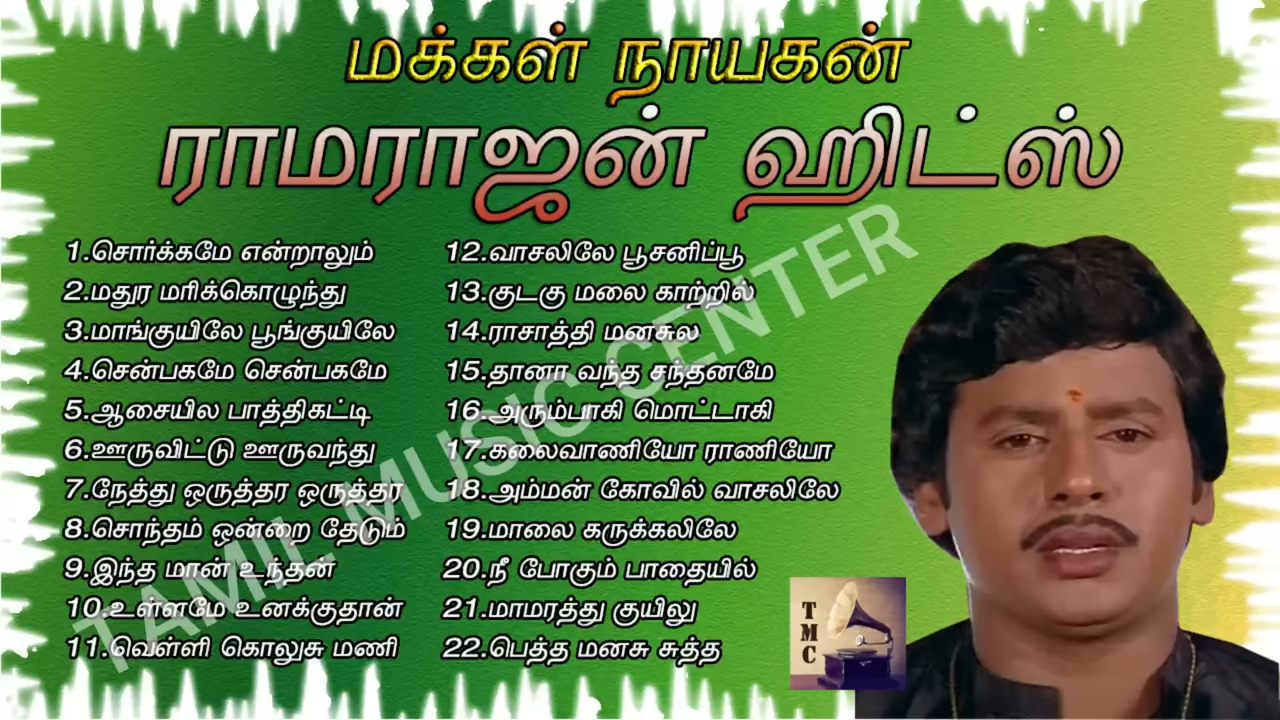 மக்கள் நாயகன்
ராமராஜன் ஹிட்ஸ்
1.சொர்க்கமே என்றாலும்
2.மதுர மரிக்கொழுந்து
3.மாங்குயிலே பூங்குயிலே
4.சென்பகமே சென்பகமே
5.ஆசையில பாத்திகட்டி
6.ஊருவிட்டு ஊருவந்து
7.நேத்து ஒருத்தர ஒருத்தர
8.சொந்தம் ஒன்றை தேடும்
9.இந்த மான் உந்தன்
10.உள்ளமே உனக்குதான்
11.வெள்ளி கொலுசு மணி
12.வாசலிலே பூசனிப்பூ
13.குடகு மலை காற்றில்
14.ராசாத்தி மனசுல
15.தானா வந்த சந்தனமே
16.அரும்பாகி மொட்டாகி
17.கலைவாணியோ ராணியோ
18.அம்மன் கோவில் வாசலிலே
19.மாலை கருக்கலிலே
20.நீ போகும் பாதையில்
21.மாமரத்து குயிலு
22.பெத்த மனசு சுத்த
TAMIL MUSIC CENTER
TMC